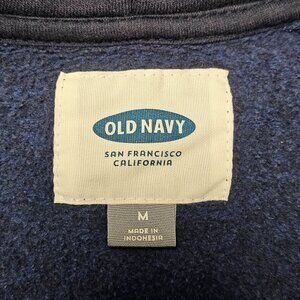 OLD NAVY
SAN FRANCISCO
CALIFORNIA
M
MADE IN
INDONESIA